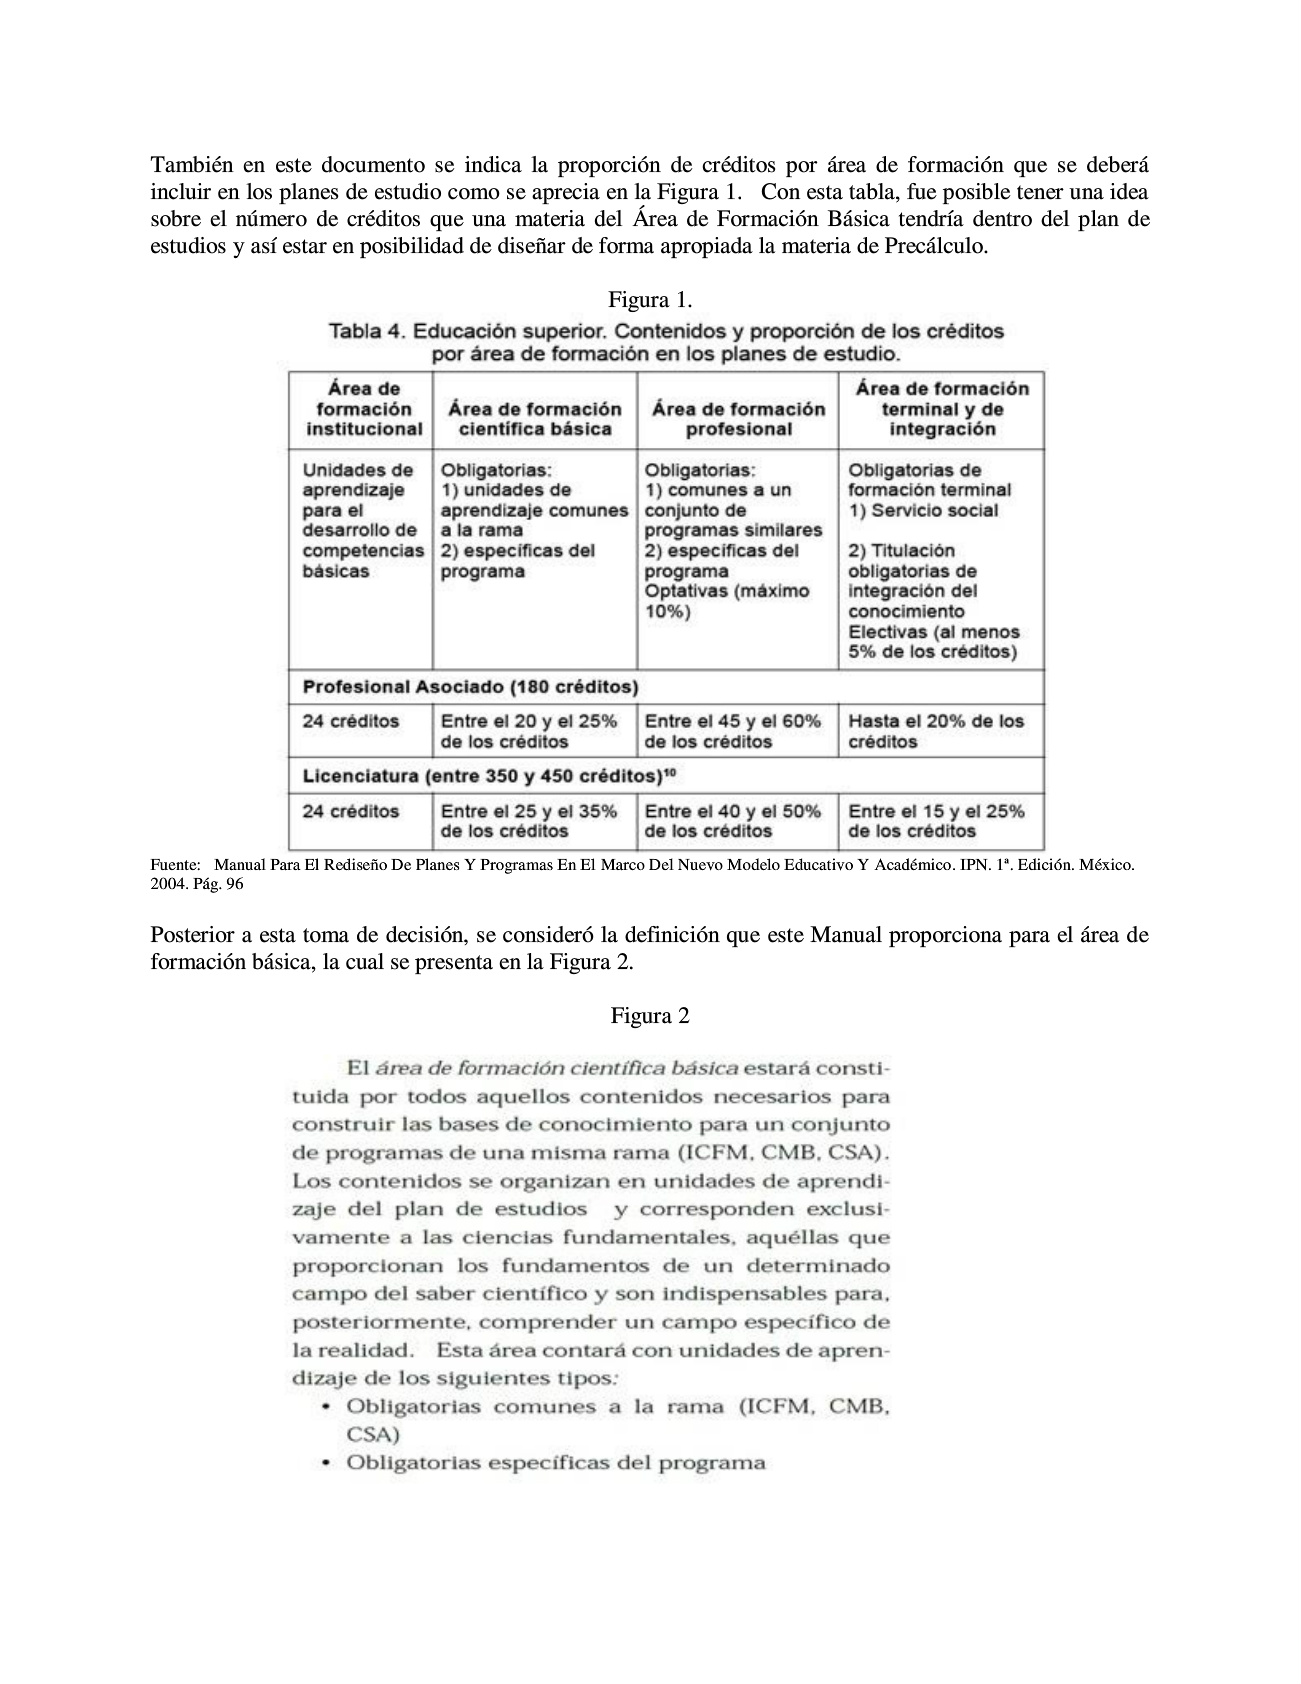 También en este documento se indica la proporción de créditos por área de formación que se deberá
incluir en los planes de estudio como se aprecia en la Figura 1. Con esta tabla, fue posible tener una idea
sobre el número de créditos que una materia del Área de Formación Básica tendría dentro del plan de
estudios y así estar en posibilidad de diseñar de forma apropiada la materia de Precálculo.
Figura 1.
Tabla 4. Educación superior. Contenidos y proporción de los créditos
por área de formación en los planes de estudio.
Área de
formación
institucional
Área de formación
científica básica
Área de formación
profesional
Área de formación
terminal y de
integración
Unidades de
aprendizaje
para el
desarrollo de
competencias
básicas
Obligatorias:
1) unidades de
aprendizaje comunes
a la rama
2) específicas del
programa
Obligatorias:
1) comunes a un
conjunto de
programas similares
2) específicas del
programa
Optativas (máximo
10%)
Obligatorias de
formación terminal
1) Servicio social
2) Titulación
obligatorias de
integración del
conocimiento
Electivas (al menos
5% de los créditos)
Profesional Asociado (180 créditos)
24 créditos
Entre el 20 y el 25%
de los créditos
Entre el 45 y el 60%
de los créditos
Hasta el 20% de los
créditos
Licenciatura (entre 350 y 450 créditos)¹⁰
24 créditos
Entre el 25 y el 35%
de los créditos
Entre el 40 y el 50%
de los créditos
Entre el 15 y el 25%
de los créditos
Fuente: Manual Para El Rediseño De Planes Y Programas En El Marco Del Nuevo Modelo Educativo Y Académico. IPN. 1ª. Edición. México.
2004. Pág. 96
Posterior a esta toma de decisión, se consideró la definición que este Manual proporciona para el área de
formación básica, la cual se presenta en la Figura 2.
Figura 2
El área de formación científica básica estará consti-
tuida por todos aquellos contenidos necesarios para
construir las bases de conocimiento para un conjunto
de programas de una misma rama (ICFM, CMB, CSA).
Los contenidos se organizan en unidades de aprendi-
zaje del plan de estudios y corresponden exclusi-
vamente a las ciencias fundamentales, aquéllas que
proporcionan los fundamentos de un determinado
campo del saber científico y son indispensables para,
posteriormente, comprender un campo específico de
la realidad. Esta área contará con unidades de apren-
dizaje de los siguientes tipos:
• Obligatorias comunes a la rama (ICFM, CMB,
CSA)
• Obligatorias específicas del programa